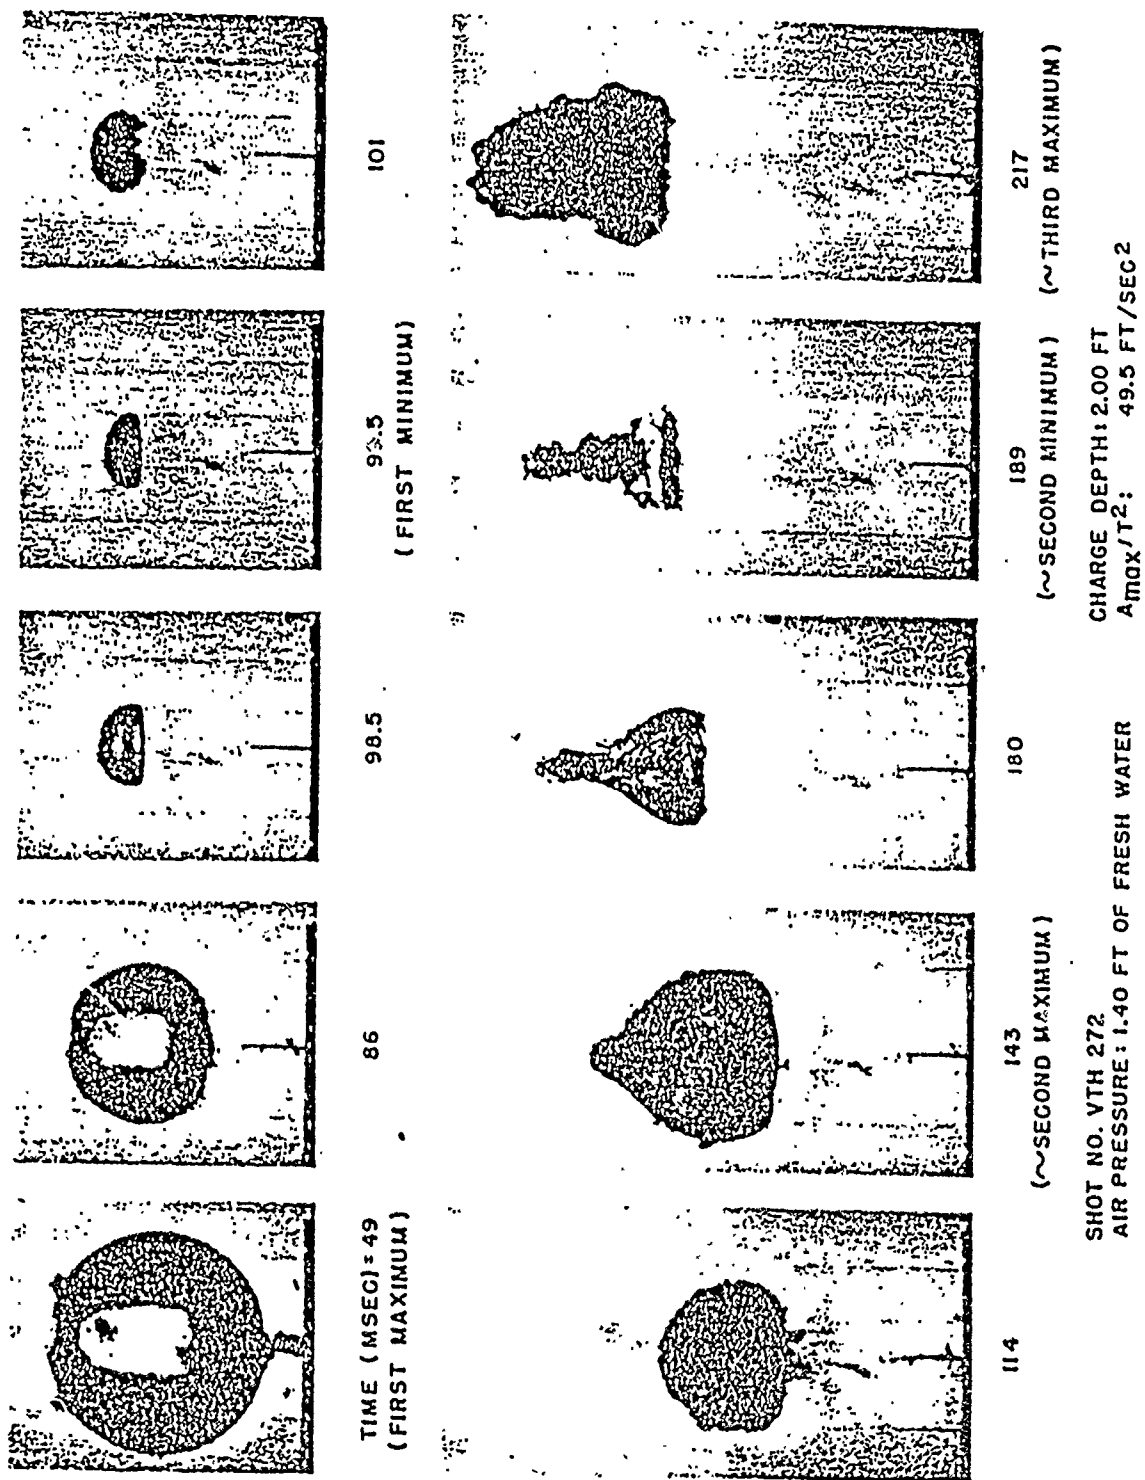 TIME (MSEC)=49 86 98.5 99.5 101
(FIRST MAXIMUM) (FIRST MINIMUM)
114 143 180 189 217
(~SECOND MAXIMUM) (~SECOND MINIMUM) (~THIRD MAXIMUM)
SHOT NO. VTH 272 CHARGE DEPTH: 2.00 FT
AIR PRESSURE: 1.40 FT OF FRESH WATER Amax/T²: 49.5 FT/SEC²